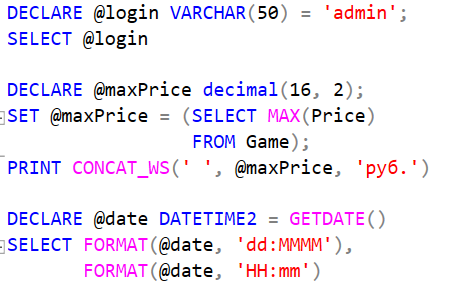 DECLARE @login VARCHAR(50) = 'admin';
SELECT @login
DECLARE @maxPrice decimal(16, 2);
SET @maxPrice = (SELECT MAX(Price)
FROM Game);
PRINT CONCAT_WS(' ', @maxPrice, 'руб.')
DECLARE @date DATETIME2 = GETDATE()
SELECT FORMAT(@date, 'dd:MMMM'),
FORMAT(@date, 'HH:mm')